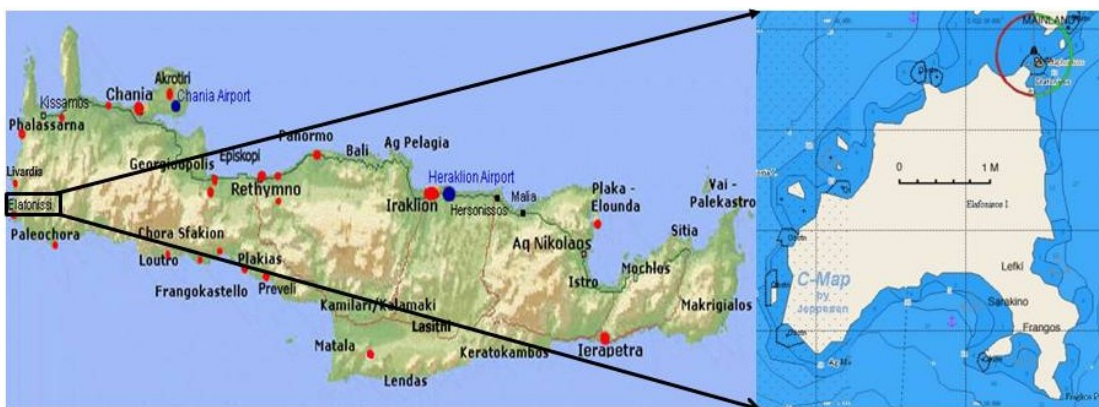 Akrotiri
Chania
Chania Airport
Kissamos
Phalassarna
Panormo
Bali
Ag Pelagia
Georgioupolis
Episkopi
Rethymno
Heraklion Airport
Iraklion
Malia
Hersonissos
Plaka -
Elounda
Vai -
Palekastro
Livardia
Elafonissi
Paleochora
Chora Sfakion
Loutro
Plakias
Frangokastello
Preveli
Aq Nikolaos
Sitia
Istro
Mochlos
Makrigialos
Kamilari/Kalamaki
Lasithi
Matala
Keratokambos
Ierapetra
Lendas
MAINLAND
0
1 M
Elafonisos I
C-Map
by
Jeppesen
Lefki
Sarakino
Frangos